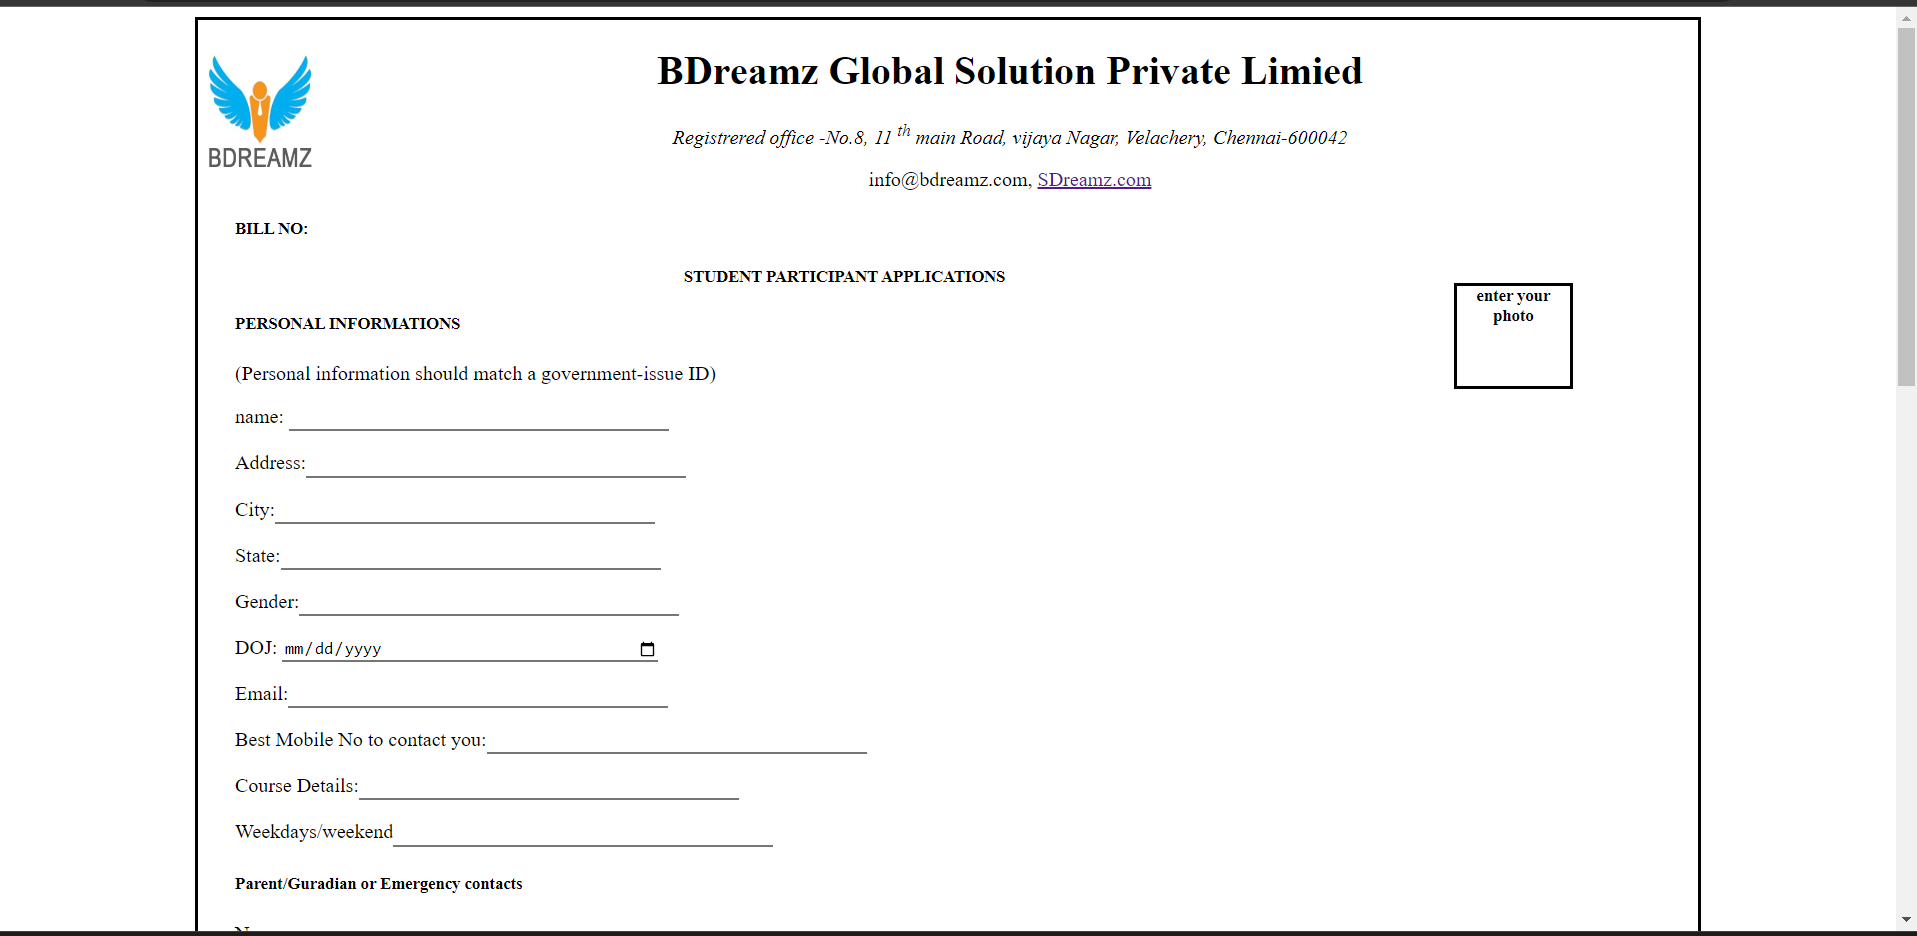 BDREAMZ
BDreamz Global Solution Private Limied
Registrered office -No.8, 11 th main Road, vijaya Nagar, Velachery, Chennai-600042
info@bdreamz.com, SDreamz.com
BILL NO:
STUDENT PARTICIPANT APPLICATIONS
enter your
photo
PERSONAL INFORMATIONS
(Personal information should match a government-issue ID)
name:
Address:
City:
State:
Gender:
DOJ: mm/dd/yyyy
Email:
Best Mobile No to contact you:
Course Details:
Weekdays/weekend
Parent/Guradian or Emergency contacts